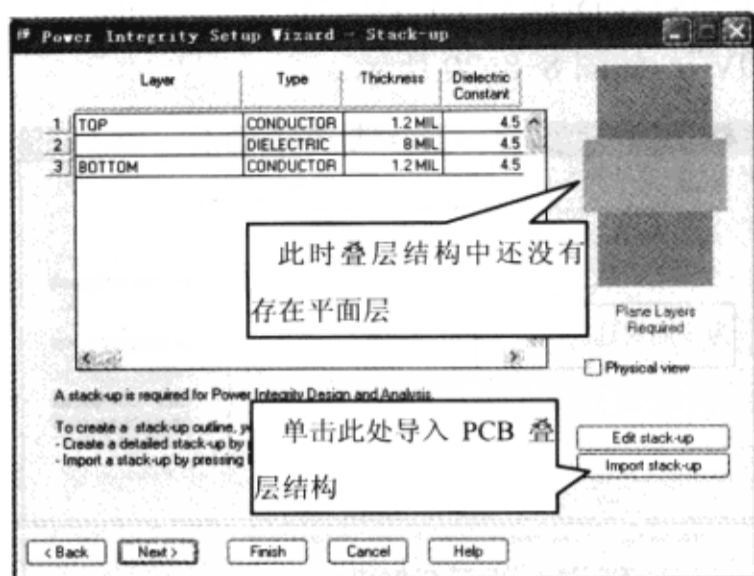 Power Integrity Setup Wizard - Stack-up
Layer Type Thickness Dielectric Constant
1 TOP CONDUCTOR 1.2 MIL 4.5
2 DIELECTRIC 8 MIL 4.5
3 BOTTOM CONDUCTOR 1.2 MIL 4.5
此时叠层结构中还没有
存在平面层
Plane Layers
Required
Physical view
A stack-up is required for Power Integrity Design and Analysis.
To create a stack-up outline,
- Create a detailed stack-up by
- Import a stack-up by pressing
单击此处导入 PCB 叠
层结构
Edit stack-up
Import stack-up
< Back Next > Finish Cancel Help